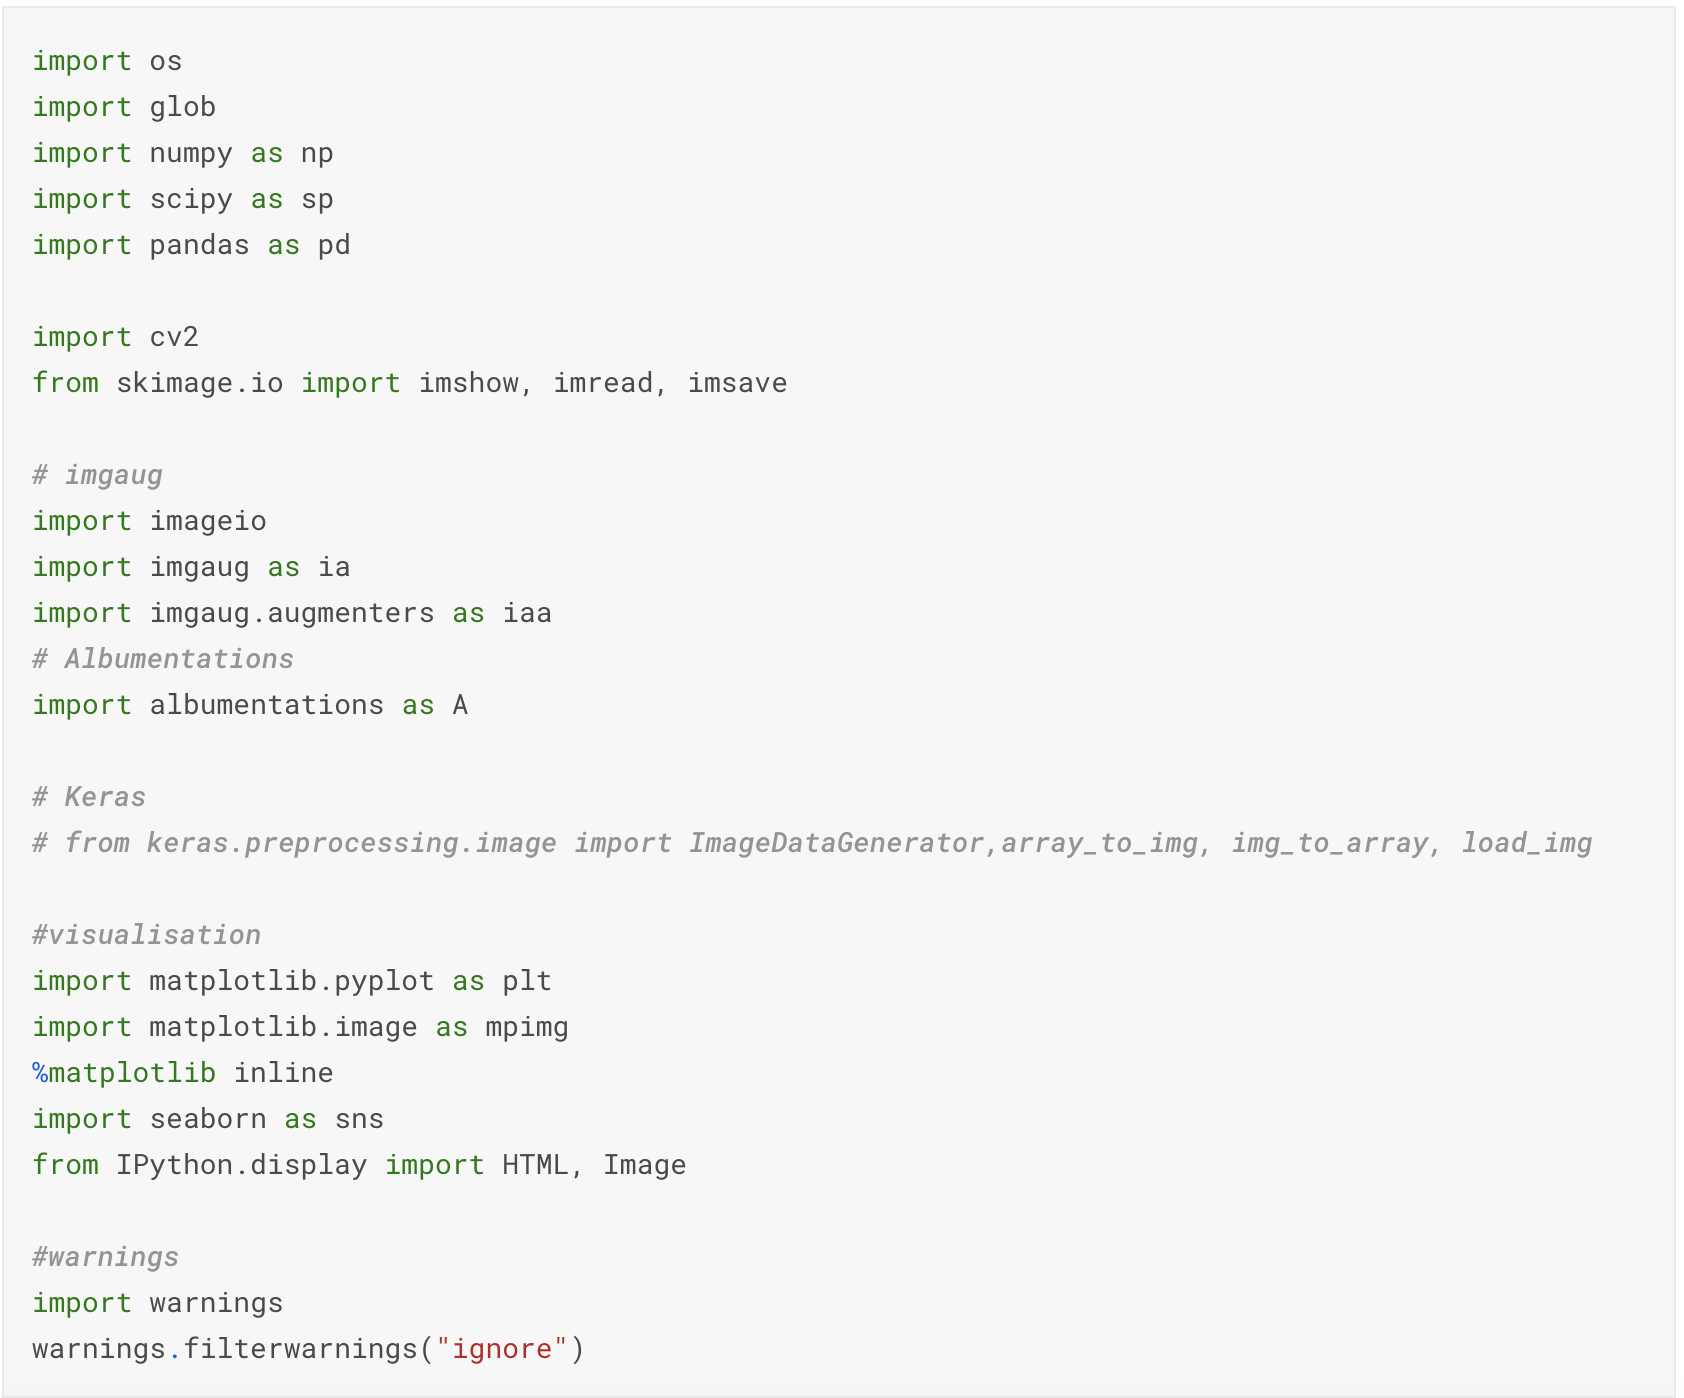 import os
import glob
import numpy as np
import scipy as sp
import pandas as pd
import cv2
from skimage.io import imshow, imread, imsave
# imgaug
import imageio
import imgaug as ia
import imgaug.augmenters as iaa
# Albumentations
import albumentations as A
# Keras
# from keras.preprocessing.image import ImageDataGenerator,array_to_img, img_to_array, load_img
#visualisation
import matplotlib.pyplot as plt
import matplotlib.image as mpimg
%matplotlib inline
import seaborn as sns
from IPython.display import HTML, Image
#warnings
import warnings
warnings.filterwarnings("ignore")